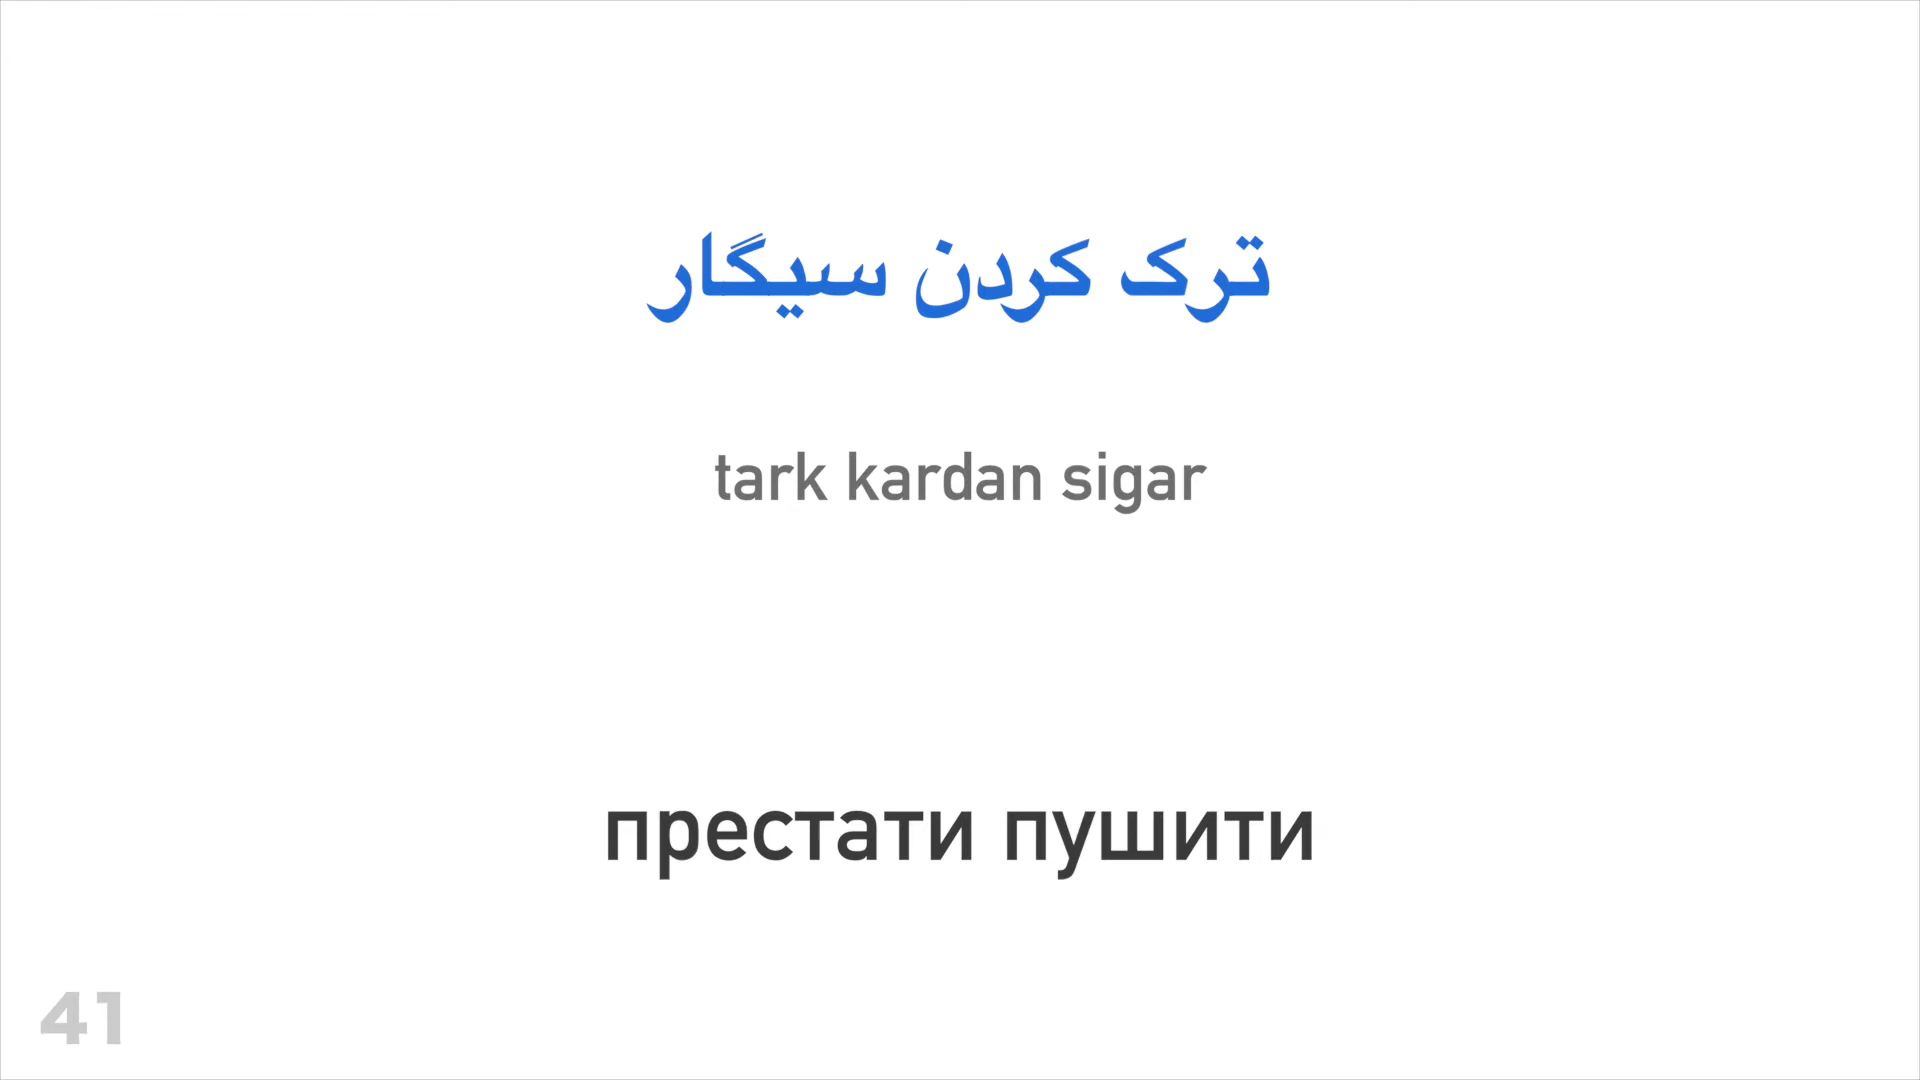 ترک کردن سیگار
tark kardan sigar
престати пушити
41